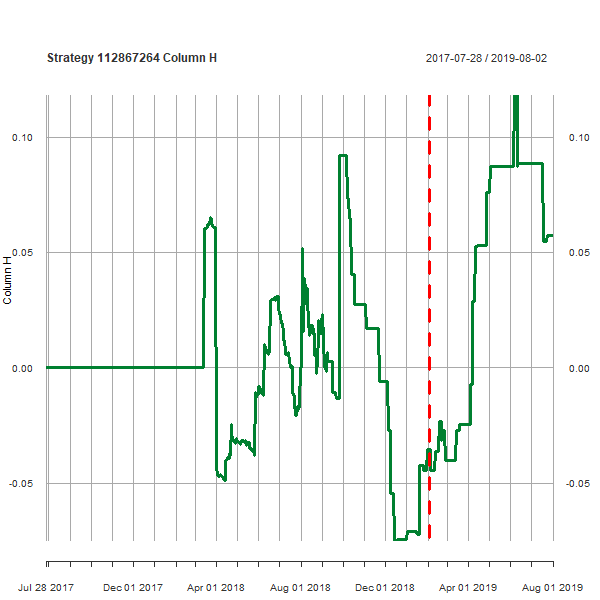 Strategy 112867264 Column H
2017-07-28 / 2019-08-02
0.10 0.10
0.05 0.05
Column H
0.00 0.00
-0.05 -0.05
Jul 28 2017 Dec 01 2017 Apr 01 2018 Aug 01 2018 Dec 01 2018 Apr 01 2019 Aug 01 2019